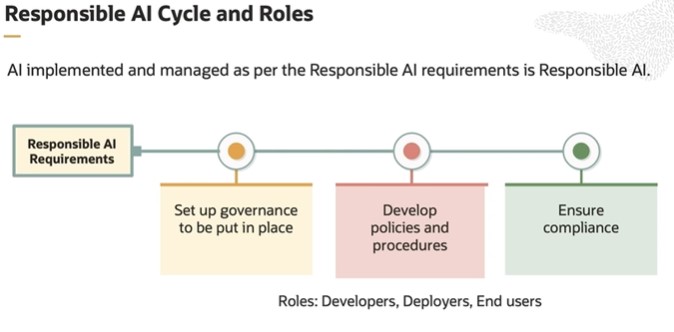 Responsible AI Cycle and Roles
AI implemented and managed as per the Responsible AI requirements is Responsible AI.
Responsible AI
Requirements
Set up governance
to be put in place
Develop
policies and
procedures
Ensure
compliance
Roles: Developers, Deployers, End users